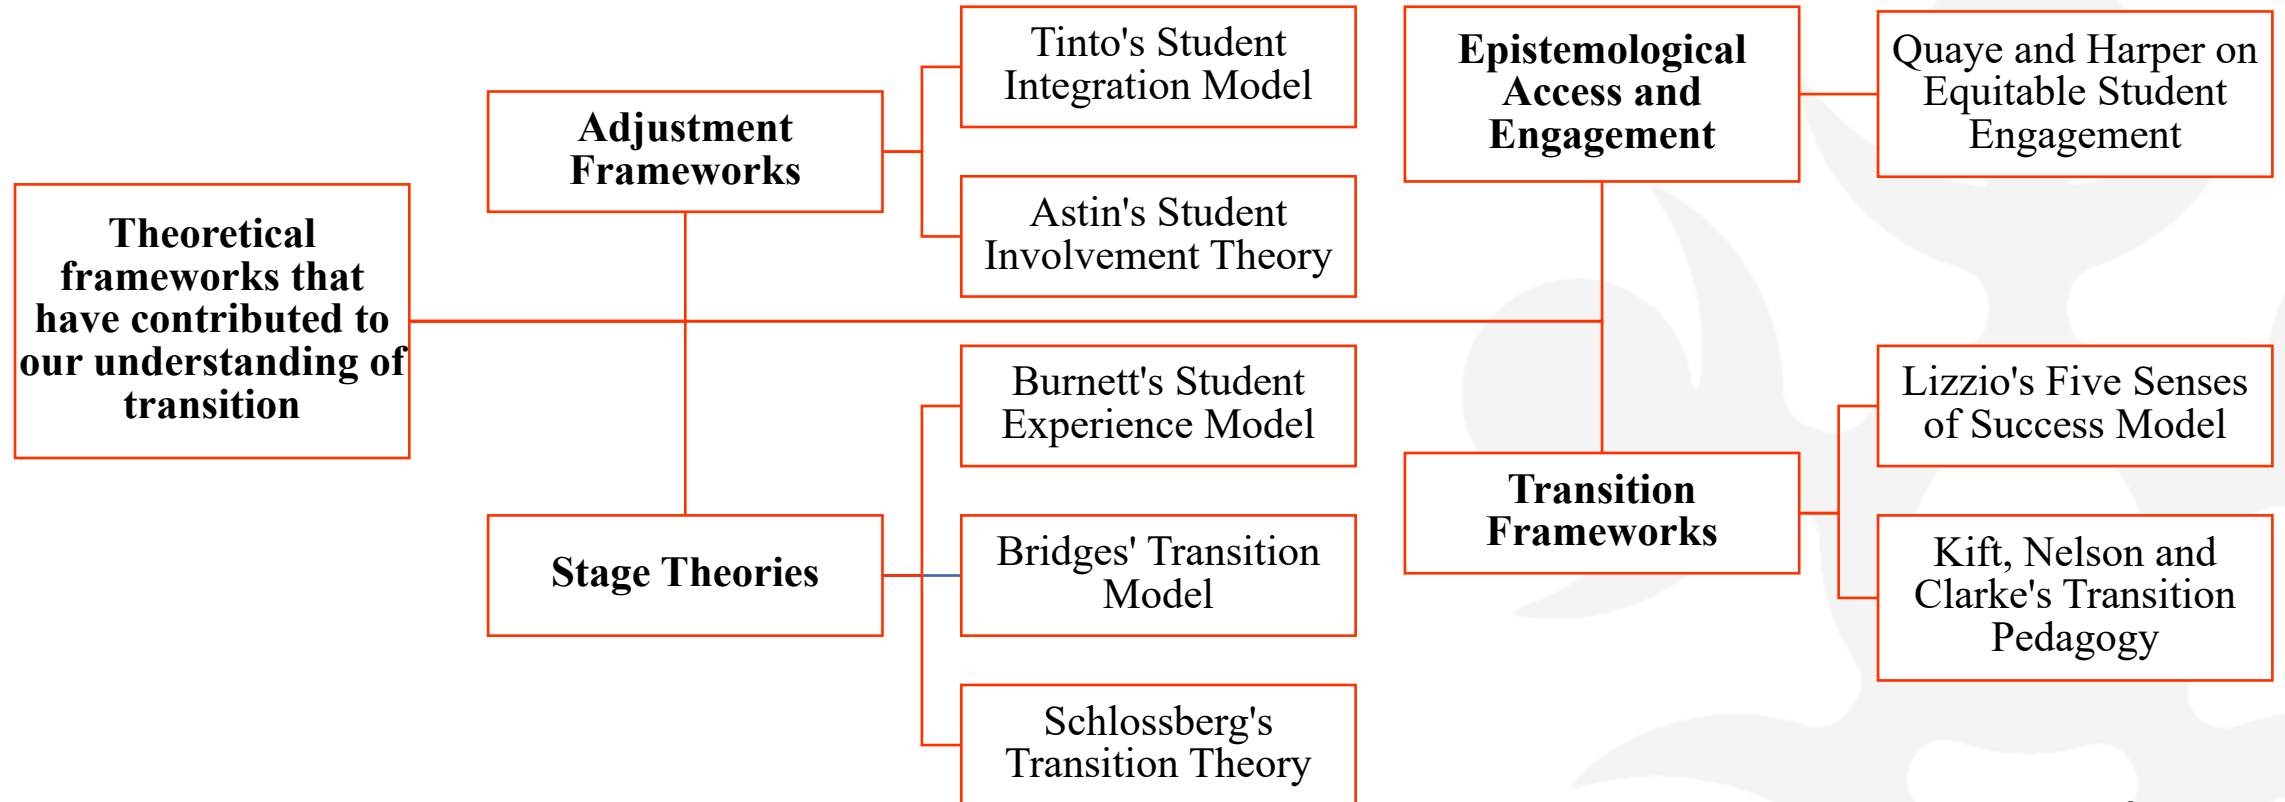 Theoretical
frameworks that
have contributed to
our understanding of
transition
Adjustment
Frameworks
Tinto's Student
Integration Model
Astin's Student
Involvement Theory
Stage Theories
Burnett's Student
Experience Model
Bridges' Transition
Model
Schlossberg's
Transition Theory
Epistemological
Access and
Engagement
Quaye and Harper on
Equitable Student
Engagement
Transition
Frameworks
Lizzio's Five Senses
of Success Model
Kift, Nelson and
Clarke's Transition
Pedagogy